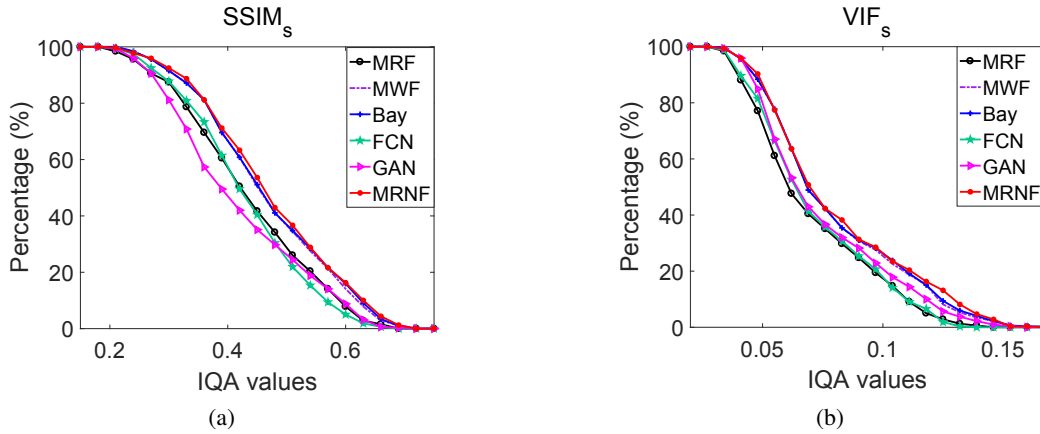 SSIM_s
Percentage (%)
100
80
60
40
20
0
0.2
0.4
0.6
IQA values
MRF
MWF
Bay
FCN
GAN
MRNF
(a)
VIF_s
Percentage (%)
100
80
60
40
20
0
0.05
0.1
0.15
IQA values
MRF
MWF
Bay
FCN
GAN
MRNF
(b)